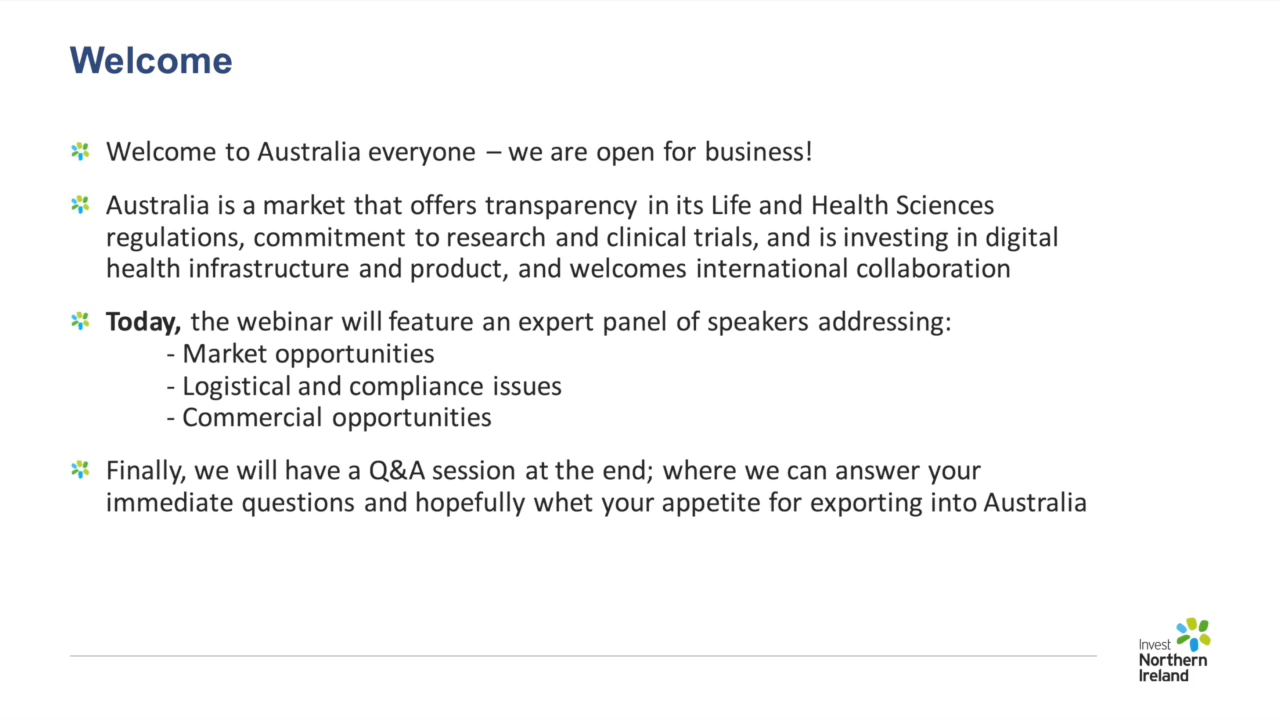 Welcome
Welcome to Australia everyone – we are open for business!
Australia is a market that offers transparency in its Life and Health Sciences
regulations, commitment to research and clinical trials, and is investing in digital
health infrastructure and product, and welcomes international collaboration
Today, the webinar will feature an expert panel of speakers addressing:
- Market opportunities
- Logistical and compliance issues
- Commercial opportunities
Finally, we will have a Q&A session at the end; where we can answer your
immediate questions and hopefully whet your appetite for exporting into Australia
Invest
Northern
Ireland